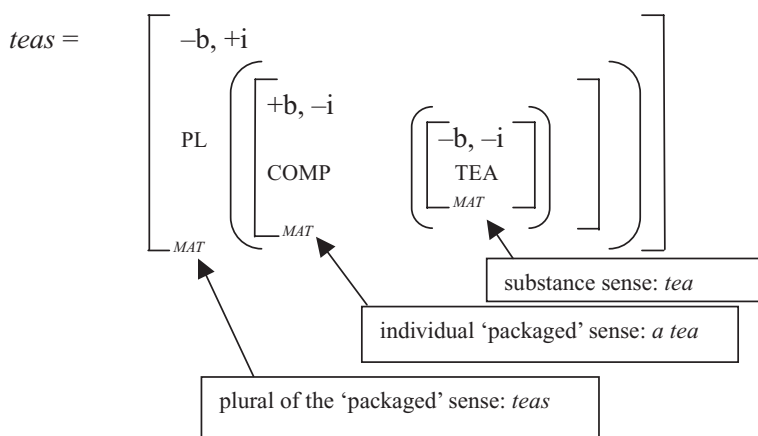 –b, +i
teas =
+b, –i
–b, –i
PL
COMP
TEA
MAT
MAT
MAT
substance sense: tea
individual ‘packaged’ sense: a tea
plural of the ‘packaged’ sense: teas